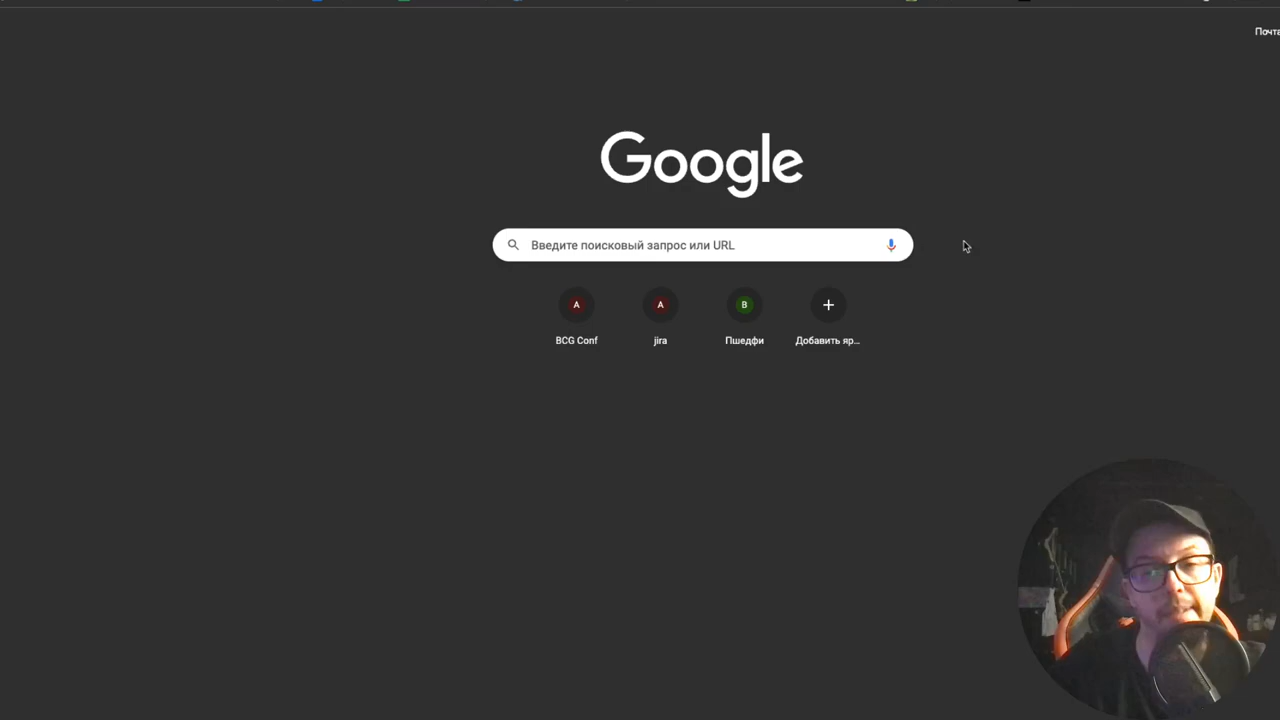 Почта
Google
Введите поисковый запрос или URL
A
A
B
BCG Conf
jira
Пшедфи
Добавить яр...